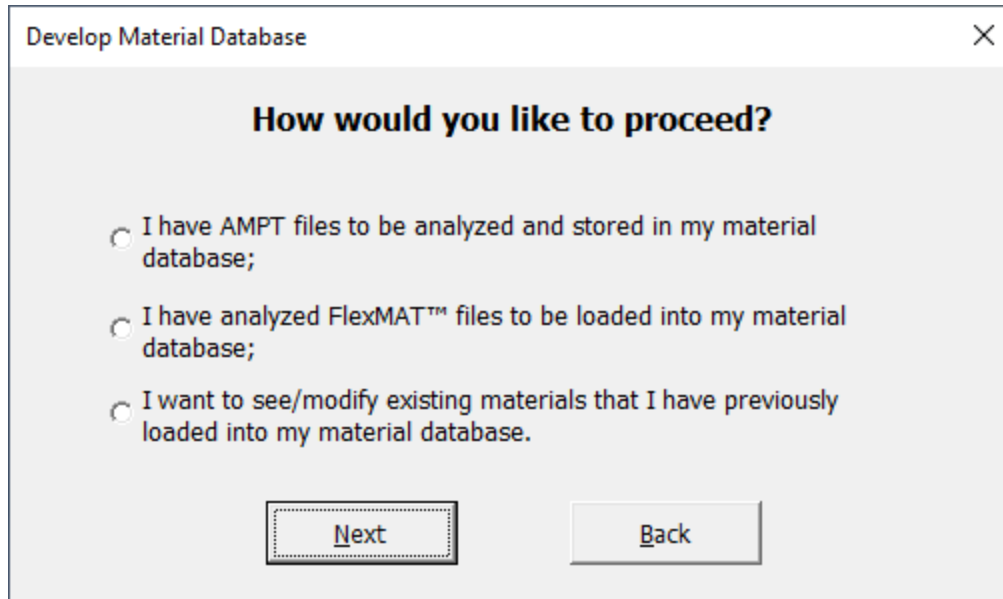 Develop Material Database
How would you like to proceed?
I have AMPT files to be analyzed and stored in my material
database;
I have analyzed FlexMAT™ files to be loaded into my material
database;
I want to see/modify existing materials that I have previously
loaded into my material database.
Next
Back